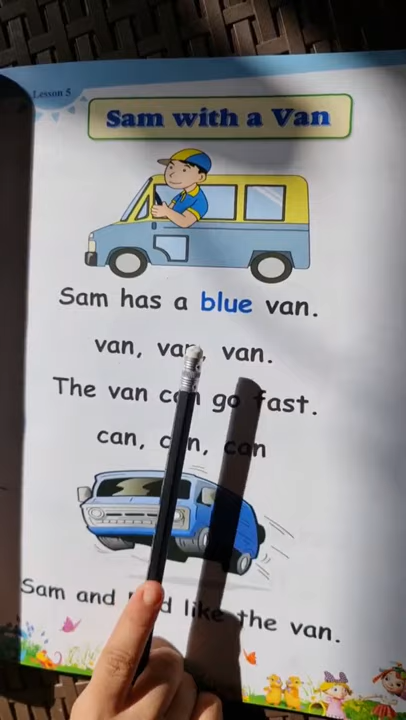 Lesson 5
Sam with a Van
Sam has a blue van.
van, van, van.
The van can go fast.
can, can, can
Sam and like the van.